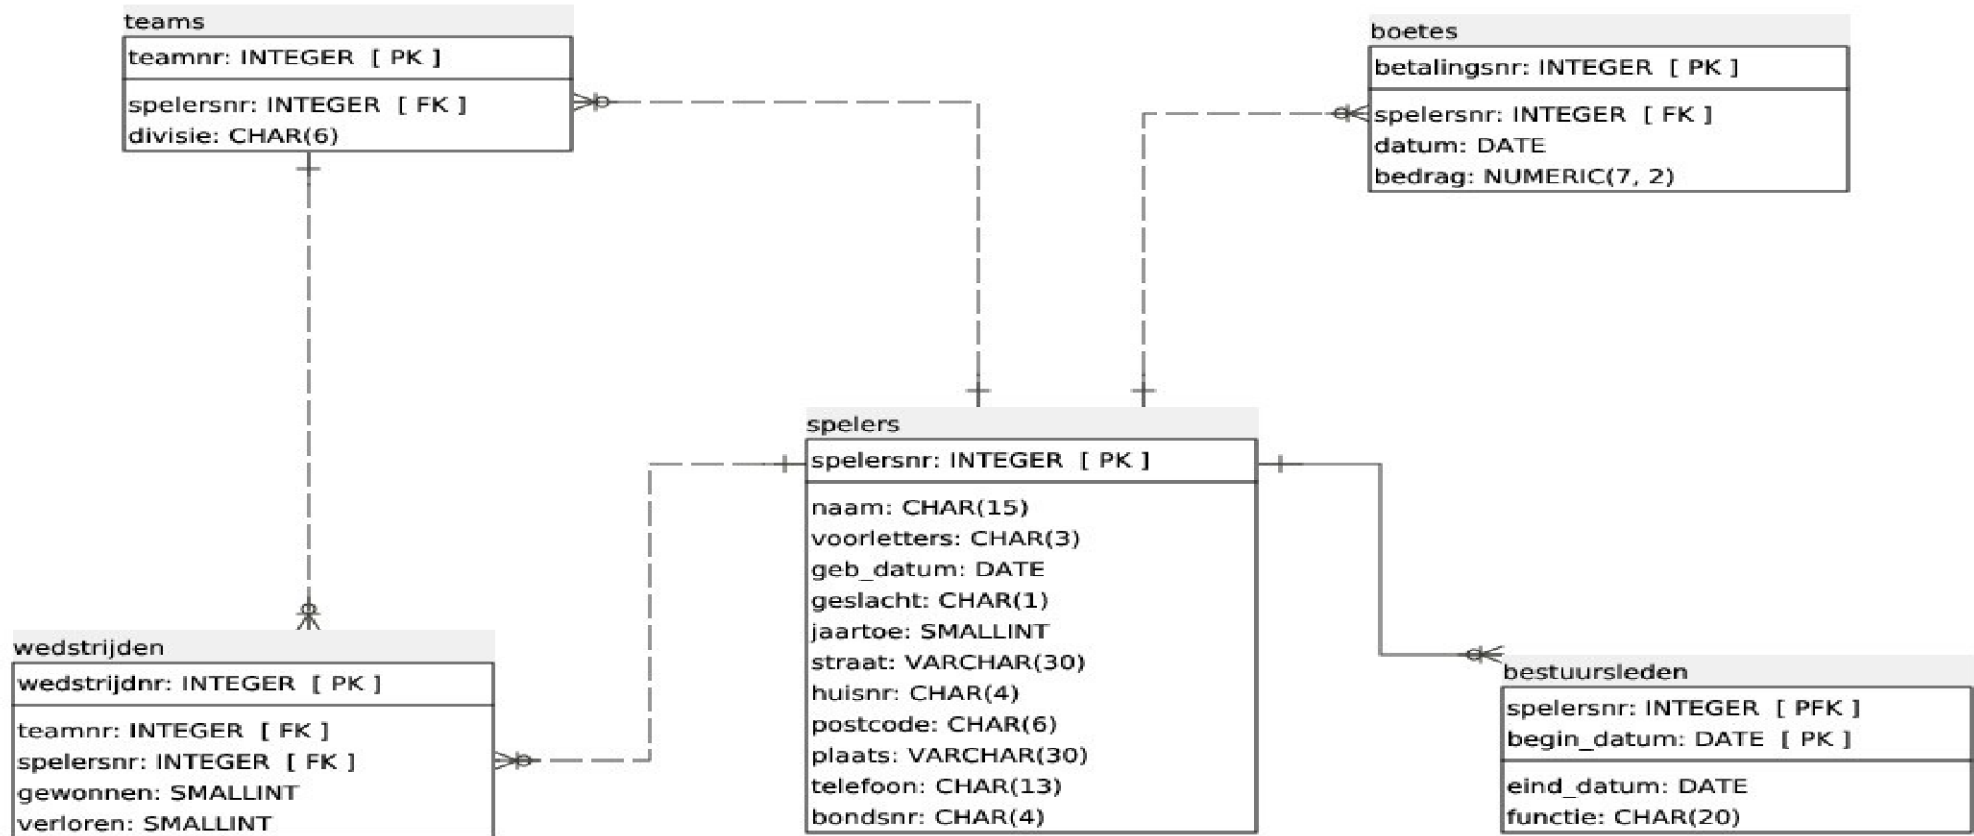 teams
teamnr: INTEGER [ PK ]
spelersnr: INTEGER [ FK ]
divisie: CHAR(6)
boetes
betalingsnr: INTEGER [ PK ]
spelersnr: INTEGER [ FK ]
datum: DATE
bedrag: NUMERIC(7, 2)
spelers
spelersnr: INTEGER [ PK ]
naam: CHAR(15)
voorletters: CHAR(3)
geb_datum: DATE
geslacht: CHAR(1)
jaartoe: SMALLINT
straat: VARCHAR(30)
huisnr: CHAR(4)
postcode: CHAR(6)
plaats: VARCHAR(30)
telefoon: CHAR(13)
bondsnr: CHAR(4)
wedstrijden
wedstrijdnr: INTEGER [ PK ]
teamnr: INTEGER [ FK ]
spelersnr: INTEGER [ FK ]
gewonnen: SMALLINT
verloren: SMALLINT
bestuursleden
spelersnr: INTEGER [ PFK ]
begin_datum: DATE [ PK ]
eind_datum: DATE
functie: CHAR(20)